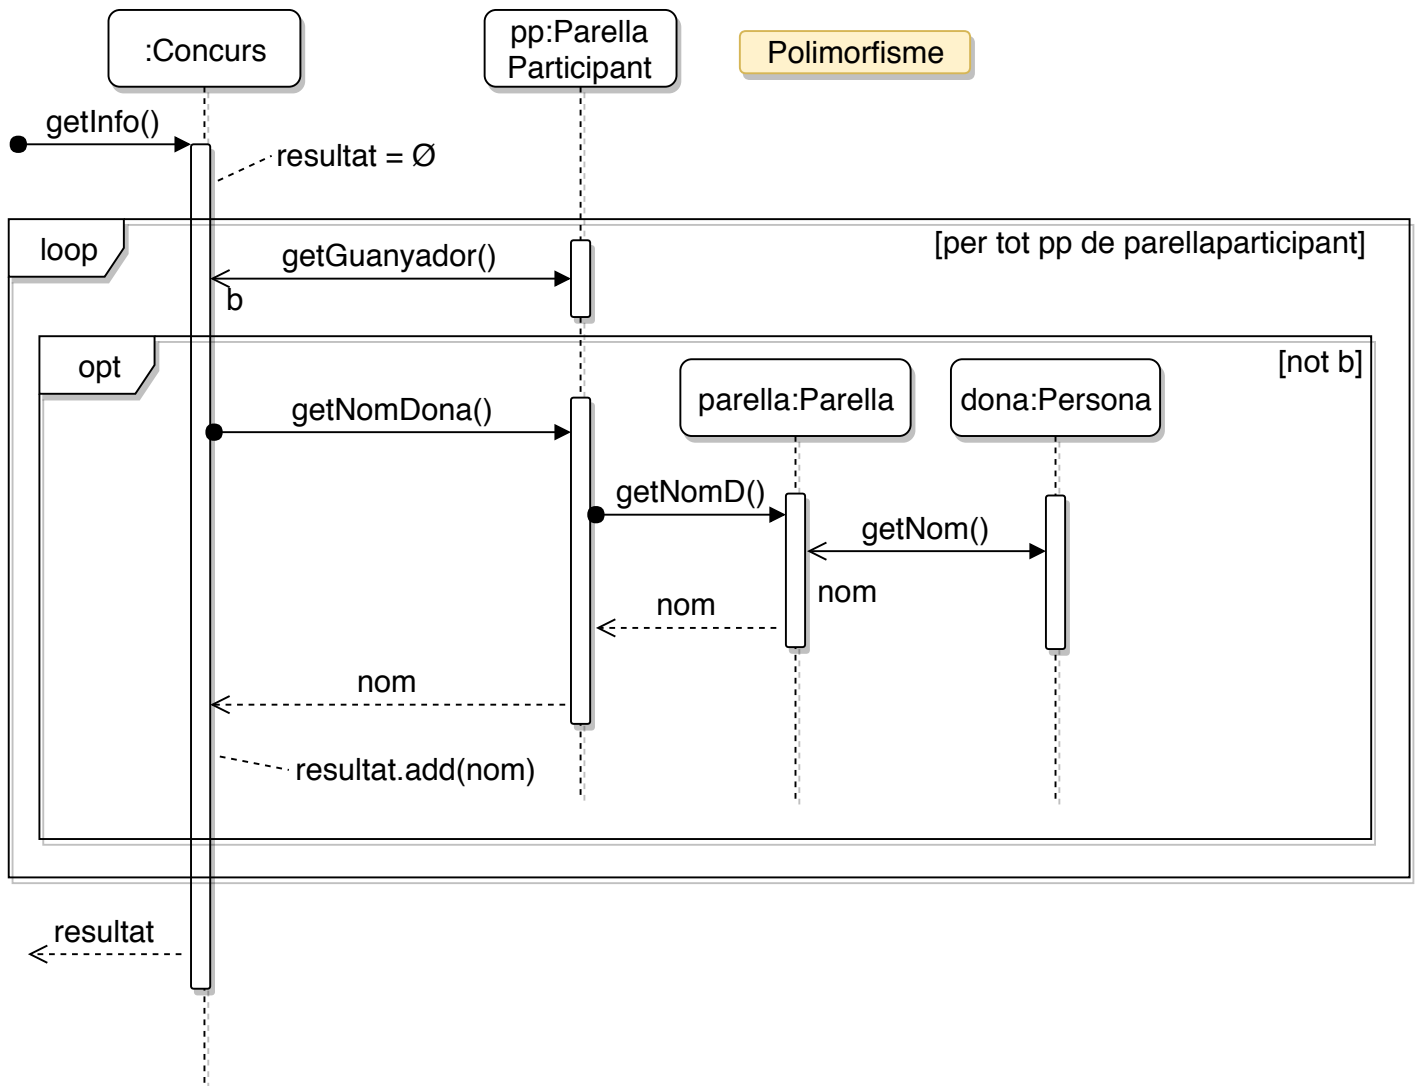 :Concurs
pp:Parella
Participant
Polimorfisme
getInfo()
resultat = Ø
loop
[per tot pp de parellaparticipant]
getGuanyador()
b
opt
[not b]
parella:Parella
dona:Persona
getNomDona()
getNomD()
getNom()
nom
nom
nom
resultat.add(nom)
resultat